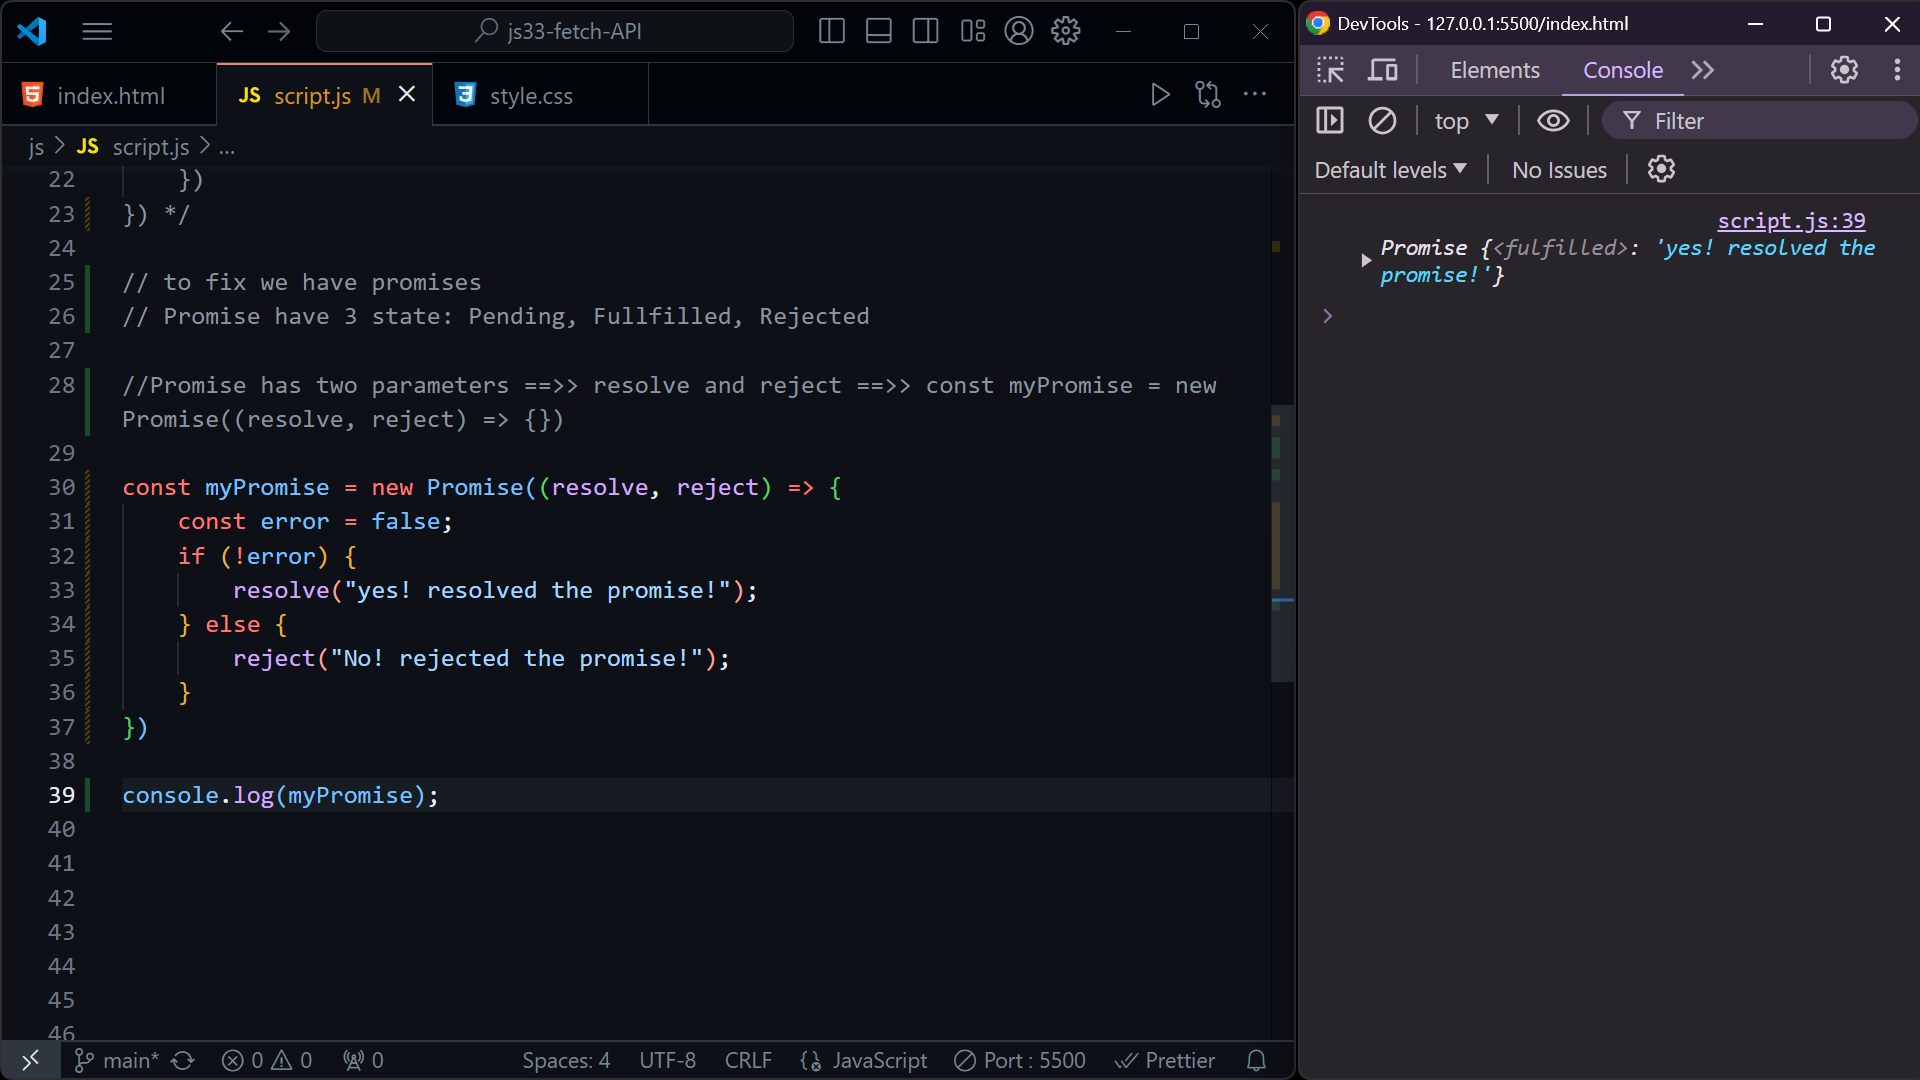 js33-fetch-API
index.html
JS script.js M
style.css
js > JS script.js > ...
22 })
23 }) */
24
25 // to fix we have promises
26 // Promise have 3 state: Pending, Fullfilled, Rejected
27
28 //Promise has two parameters ==>> resolve and reject ==>> const myPromise = new
Promise((resolve, reject) => {})
29
30 const myPromise = new Promise((resolve, reject) => {
31 const error = false;
32 if (!error) {
33 resolve("yes! resolved the promise!");
34 } else {
35 reject("No! rejected the promise!");
36 }
37 })
38
39 console.log(myPromise);
40
41
42
43
44
45
46
main* 0 0 0 Spaces: 4 UTF-8 CRLF JavaScript Port : 5500 Prettier
DevTools - 127.0.0.1:5500/index.html
Elements Console
top Filter
Default levels No Issues
script.js:39
Promise {<fulfilled>: 'yes! resolved the
promise!'}